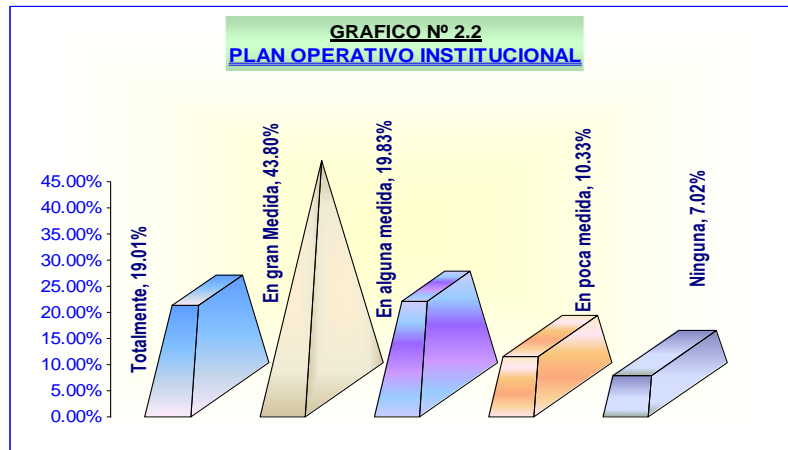 GRAFICO Nº 2.2
PLAN OPERATIVO INSTITUCIONAL
45.00%
40.00%
35.00%
30.00%
25.00%
20.00%
15.00%
10.00%
5.00%
0.00%
Totalmente, 19.01%
En gran Medida, 43.80%
En alguna medida, 19.83%
En poca medida, 10.33%
Ninguna, 7.02%